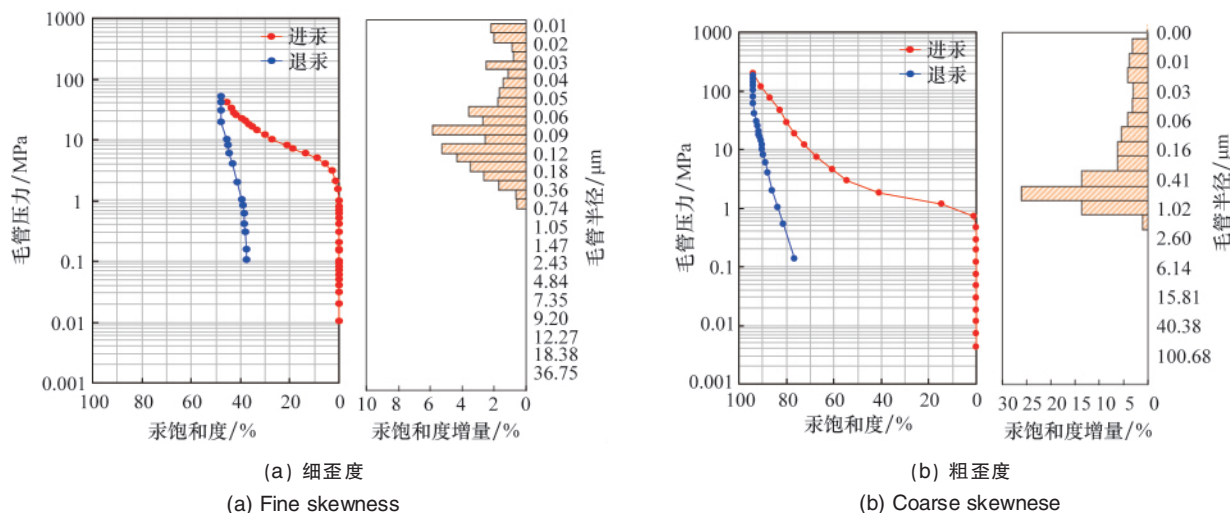 毛管压力/MPa
1000
100
10
1
0.1
0.01
0.001
进汞
退汞
100 80 60 40 20 0
汞饱和度/%
10 8 6 4 2 0
汞饱和度增量/%
0.01
0.02
0.03
0.04
0.05
0.06
0.09
0.12
0.18
0.36
0.74
1.05
1.47
2.43
4.84
7.35
9.20
12.27
18.38
36.75
毛管半径/μm
(a) 细歪度
(a) Fine skewness
毛管压力/MPa
1000
100
10
1
0.1
0.01
0.001
进汞
退汞
100 80 60 40 20 0
汞饱和度/%
30 25 20 15 10 5 0
汞饱和度增量/%
0.00
0.01
0.03
0.06
0.16
0.41
1.02
2.60
6.14
15.81
40.38
100.68
毛管半径/μm
(b) 粗歪度
(b) Coarse skewnese